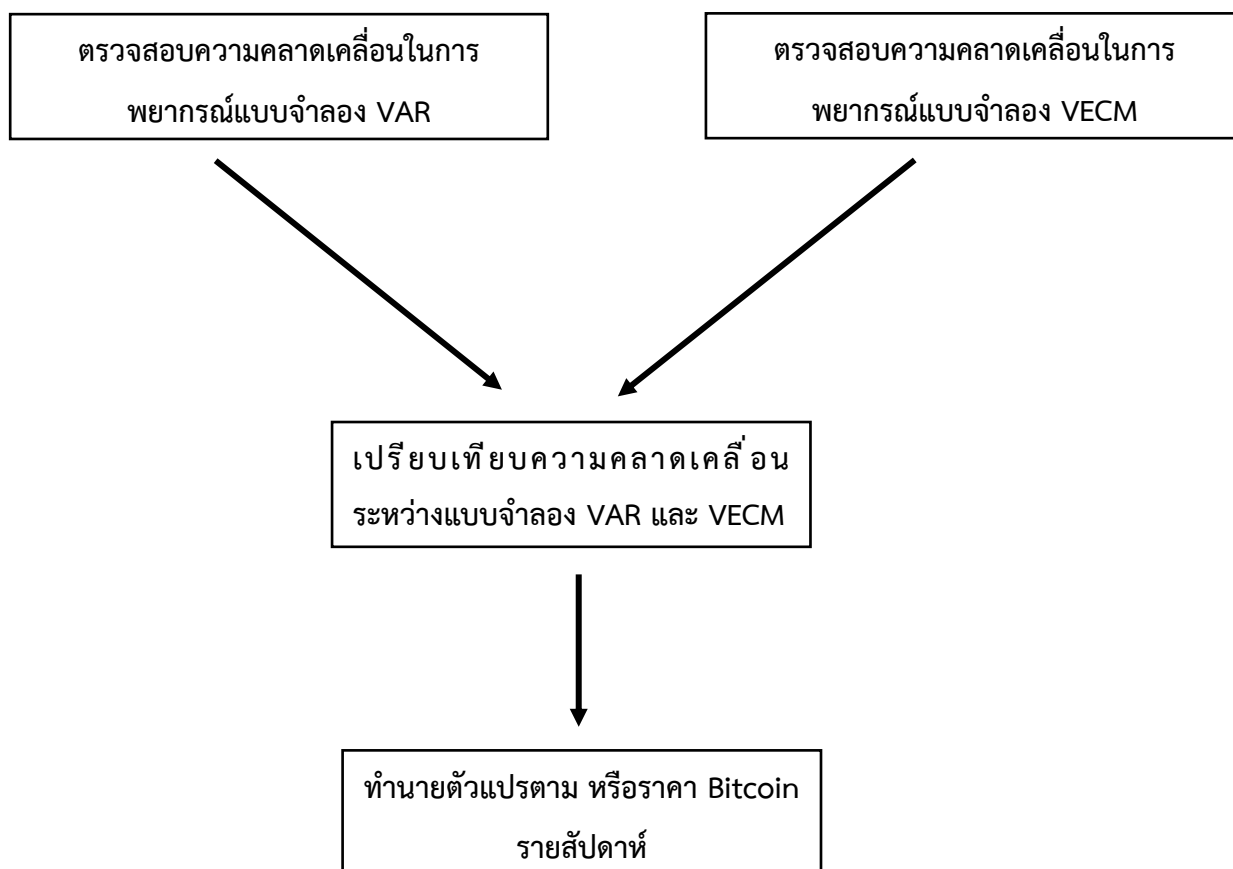 ตรวจสอบความคลาดเคลื่อนในการ
พยากรณ์แบบจำลอง VAR
ตรวจสอบความคลาดเคลื่อนในการ
พยากรณ์แบบจำลอง VECM
เปรียบเทียบความคลาดเคลื่อน
ระหว่างแบบจำลอง VAR และ VECM
ทำนายตัวแปรตาม หรือราคา Bitcoin
รายสัปดาห์